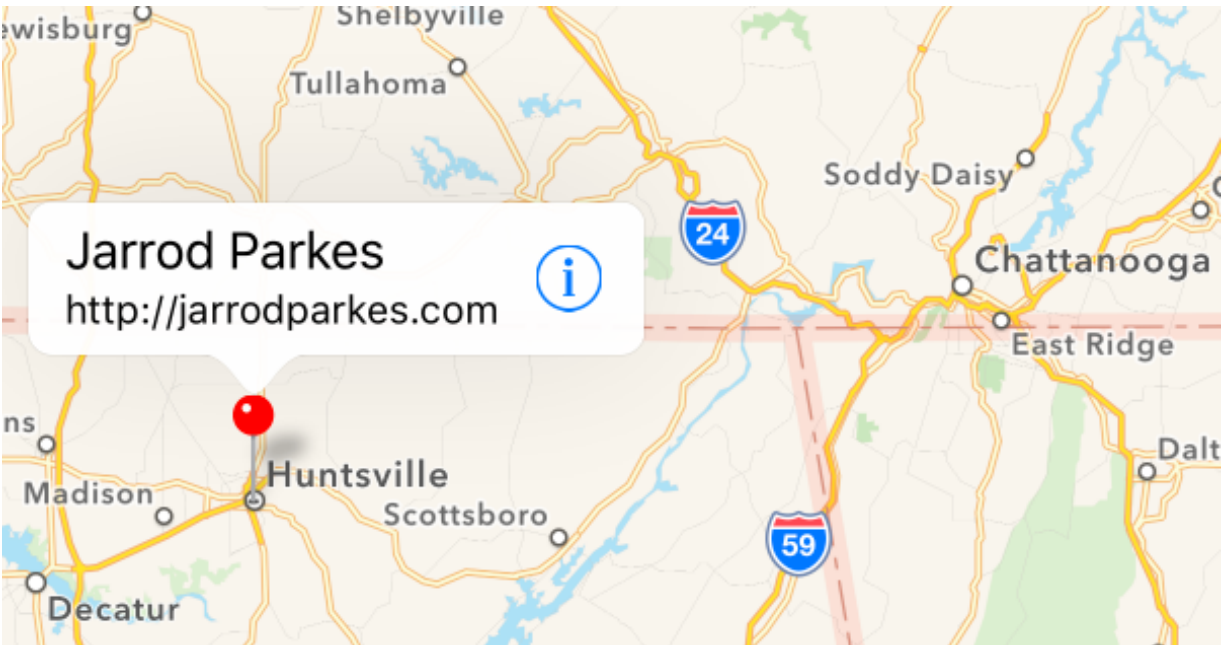 ewisburg
Shelbyville
Tullahoma
Soddy Daisy
24
Jarrod Parkes
http://jarrodparkes.com
i
Chattanooga
East Ridge
ns
Huntsville
Madison
Scottsboro
Dalt
59
Decatur